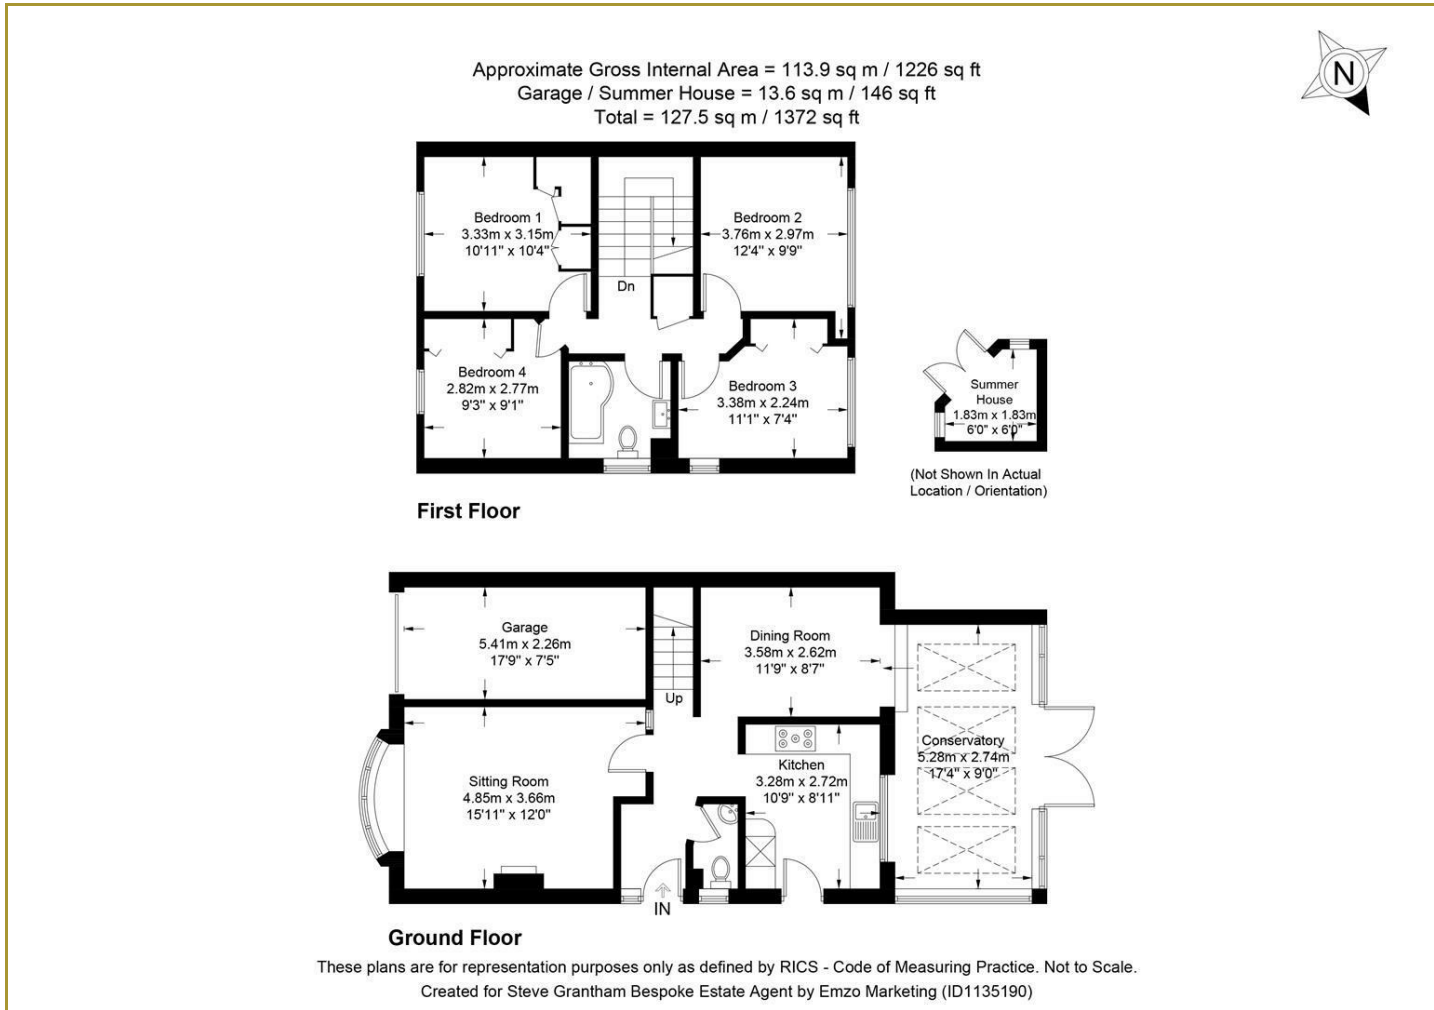 Approximate Gross Internal Area = 113.9 sq m / 1226 sq ft
Garage / Summer House = 13.6 sq m / 146 sq ft
Total = 127.5 sq m / 1372 sq ft
N
Bedroom 1
3.33m x 3.15m
10'11" x 10'4"
Dn
Bedroom 2
3.76m x 2.97m
12'4" x 9'9"
Bedroom 4
2.82m x 2.77m
9'3" x 9'1"
Bedroom 3
3.38m x 2.24m
11'1" x 7'4"
Summer
House
1.83m x 1.83m
6'0" x 6'0"
(Not Shown In Actual
Location / Orientation)
First Floor
Garage
5.41m x 2.26m
17'9" x 7'5"
Up
Dining Room
3.58m x 2.62m
11'9" x 8'7"
Sitting Room
4.85m x 3.66m
15'11" x 12'0"
Kitchen
3.28m x 2.72m
10'9" x 8'11"
Conservatory
5.28m x 2.74m
17'4" x 9'0"
IN
Ground Floor
These plans are for representation purposes only as defined by RICS - Code of Measuring Practice. Not to Scale.
Created for Steve Grantham Bespoke Estate Agent by Emzo Marketing (ID1135190)